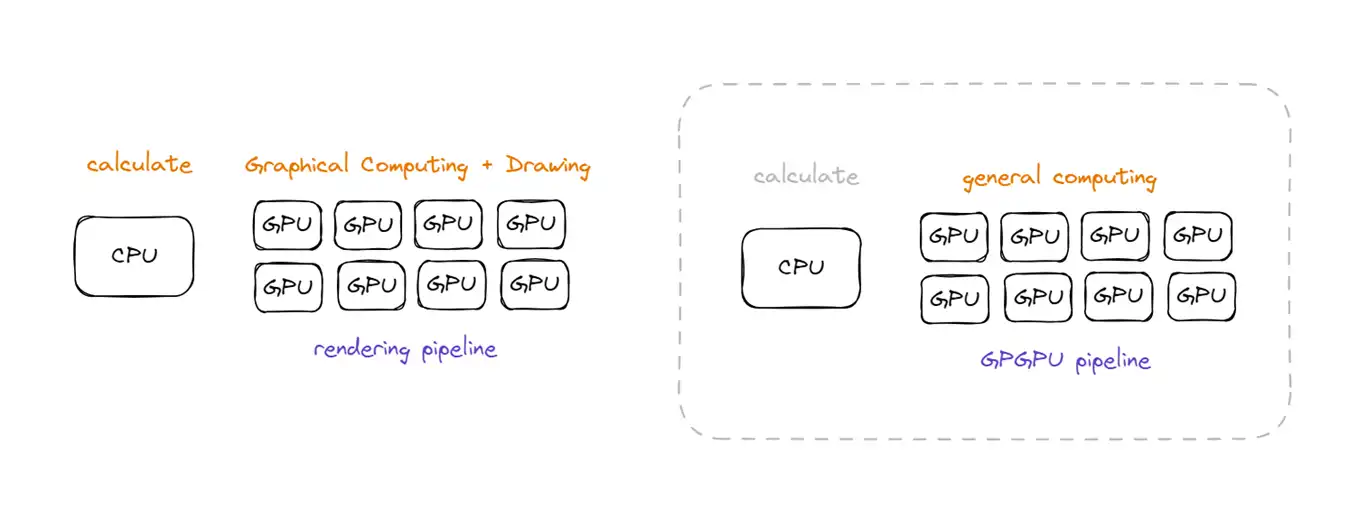 calculate
Graphical Computing + Drawing
CPU
GPU GPU GPU GPU
GPU GPU GPU GPU
rendering pipeline
calculate
general computing
CPU
GPU GPU GPU GPU
GPU GPU GPU GPU
GPGPU pipeline